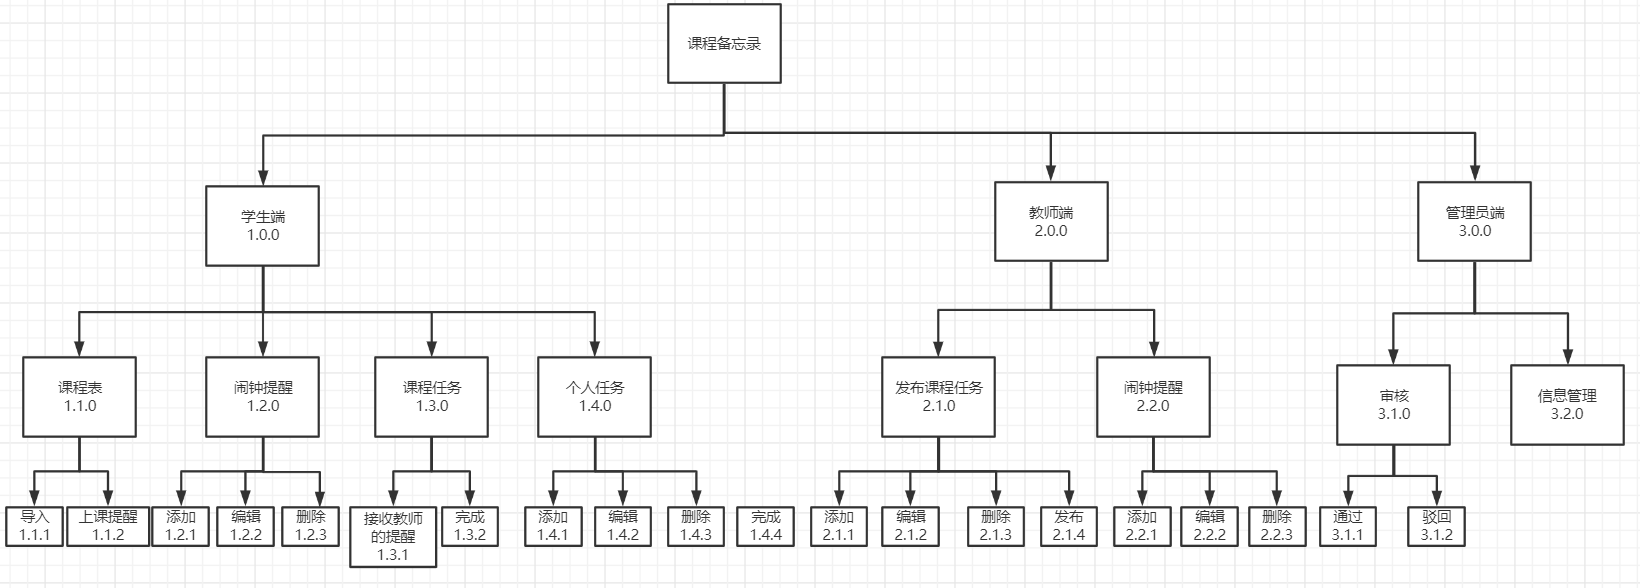 课程备忘录
学生端
1.0.0
教师端
2.0.0
管理员端
3.0.0
课程表
1.1.0
闹钟提醒
1.2.0
课程任务
1.3.0
个人任务
1.4.0
发布课程任务
2.1.0
闹钟提醒
2.2.0
审核
3.1.0
信息管理
3.2.0
导入
1.1.1
上课提醒
1.1.2
添加
1.2.1
编辑
1.2.2
删除
1.2.3
接收教师
的提醒
1.3.1
完成
1.3.2
添加
1.4.1
编辑
1.4.2
删除
1.4.3
完成
1.4.4
添加
2.1.1
编辑
2.1.2
删除
2.1.3
发布
2.1.4
添加
2.2.1
编辑
2.2.2
删除
2.2.3
通过
3.1.1
驳回
3.1.2